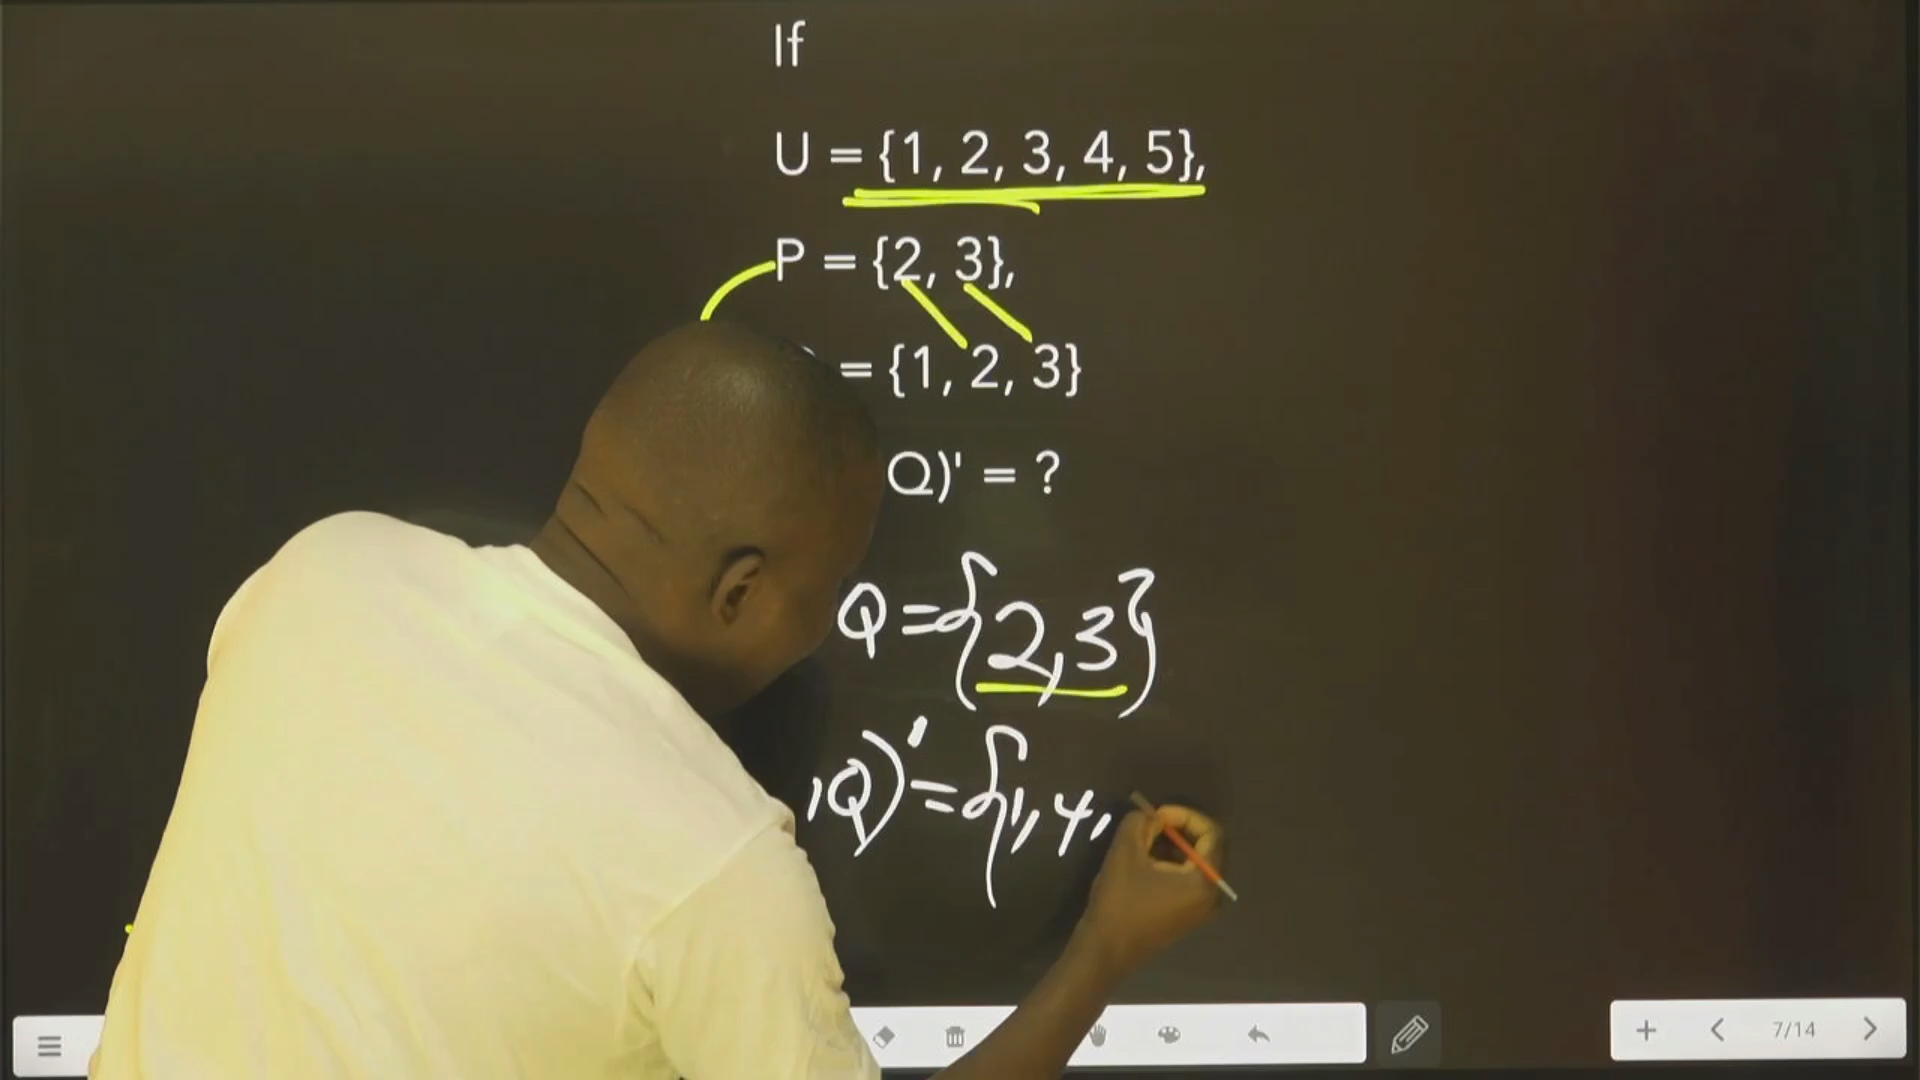 If
U = {1, 2, 3, 4, 5},
P = {2, 3},
= {1, 2, 3}
Q)' = ?
Q = {2, 3}
Q)' = {1, 4,
7/14